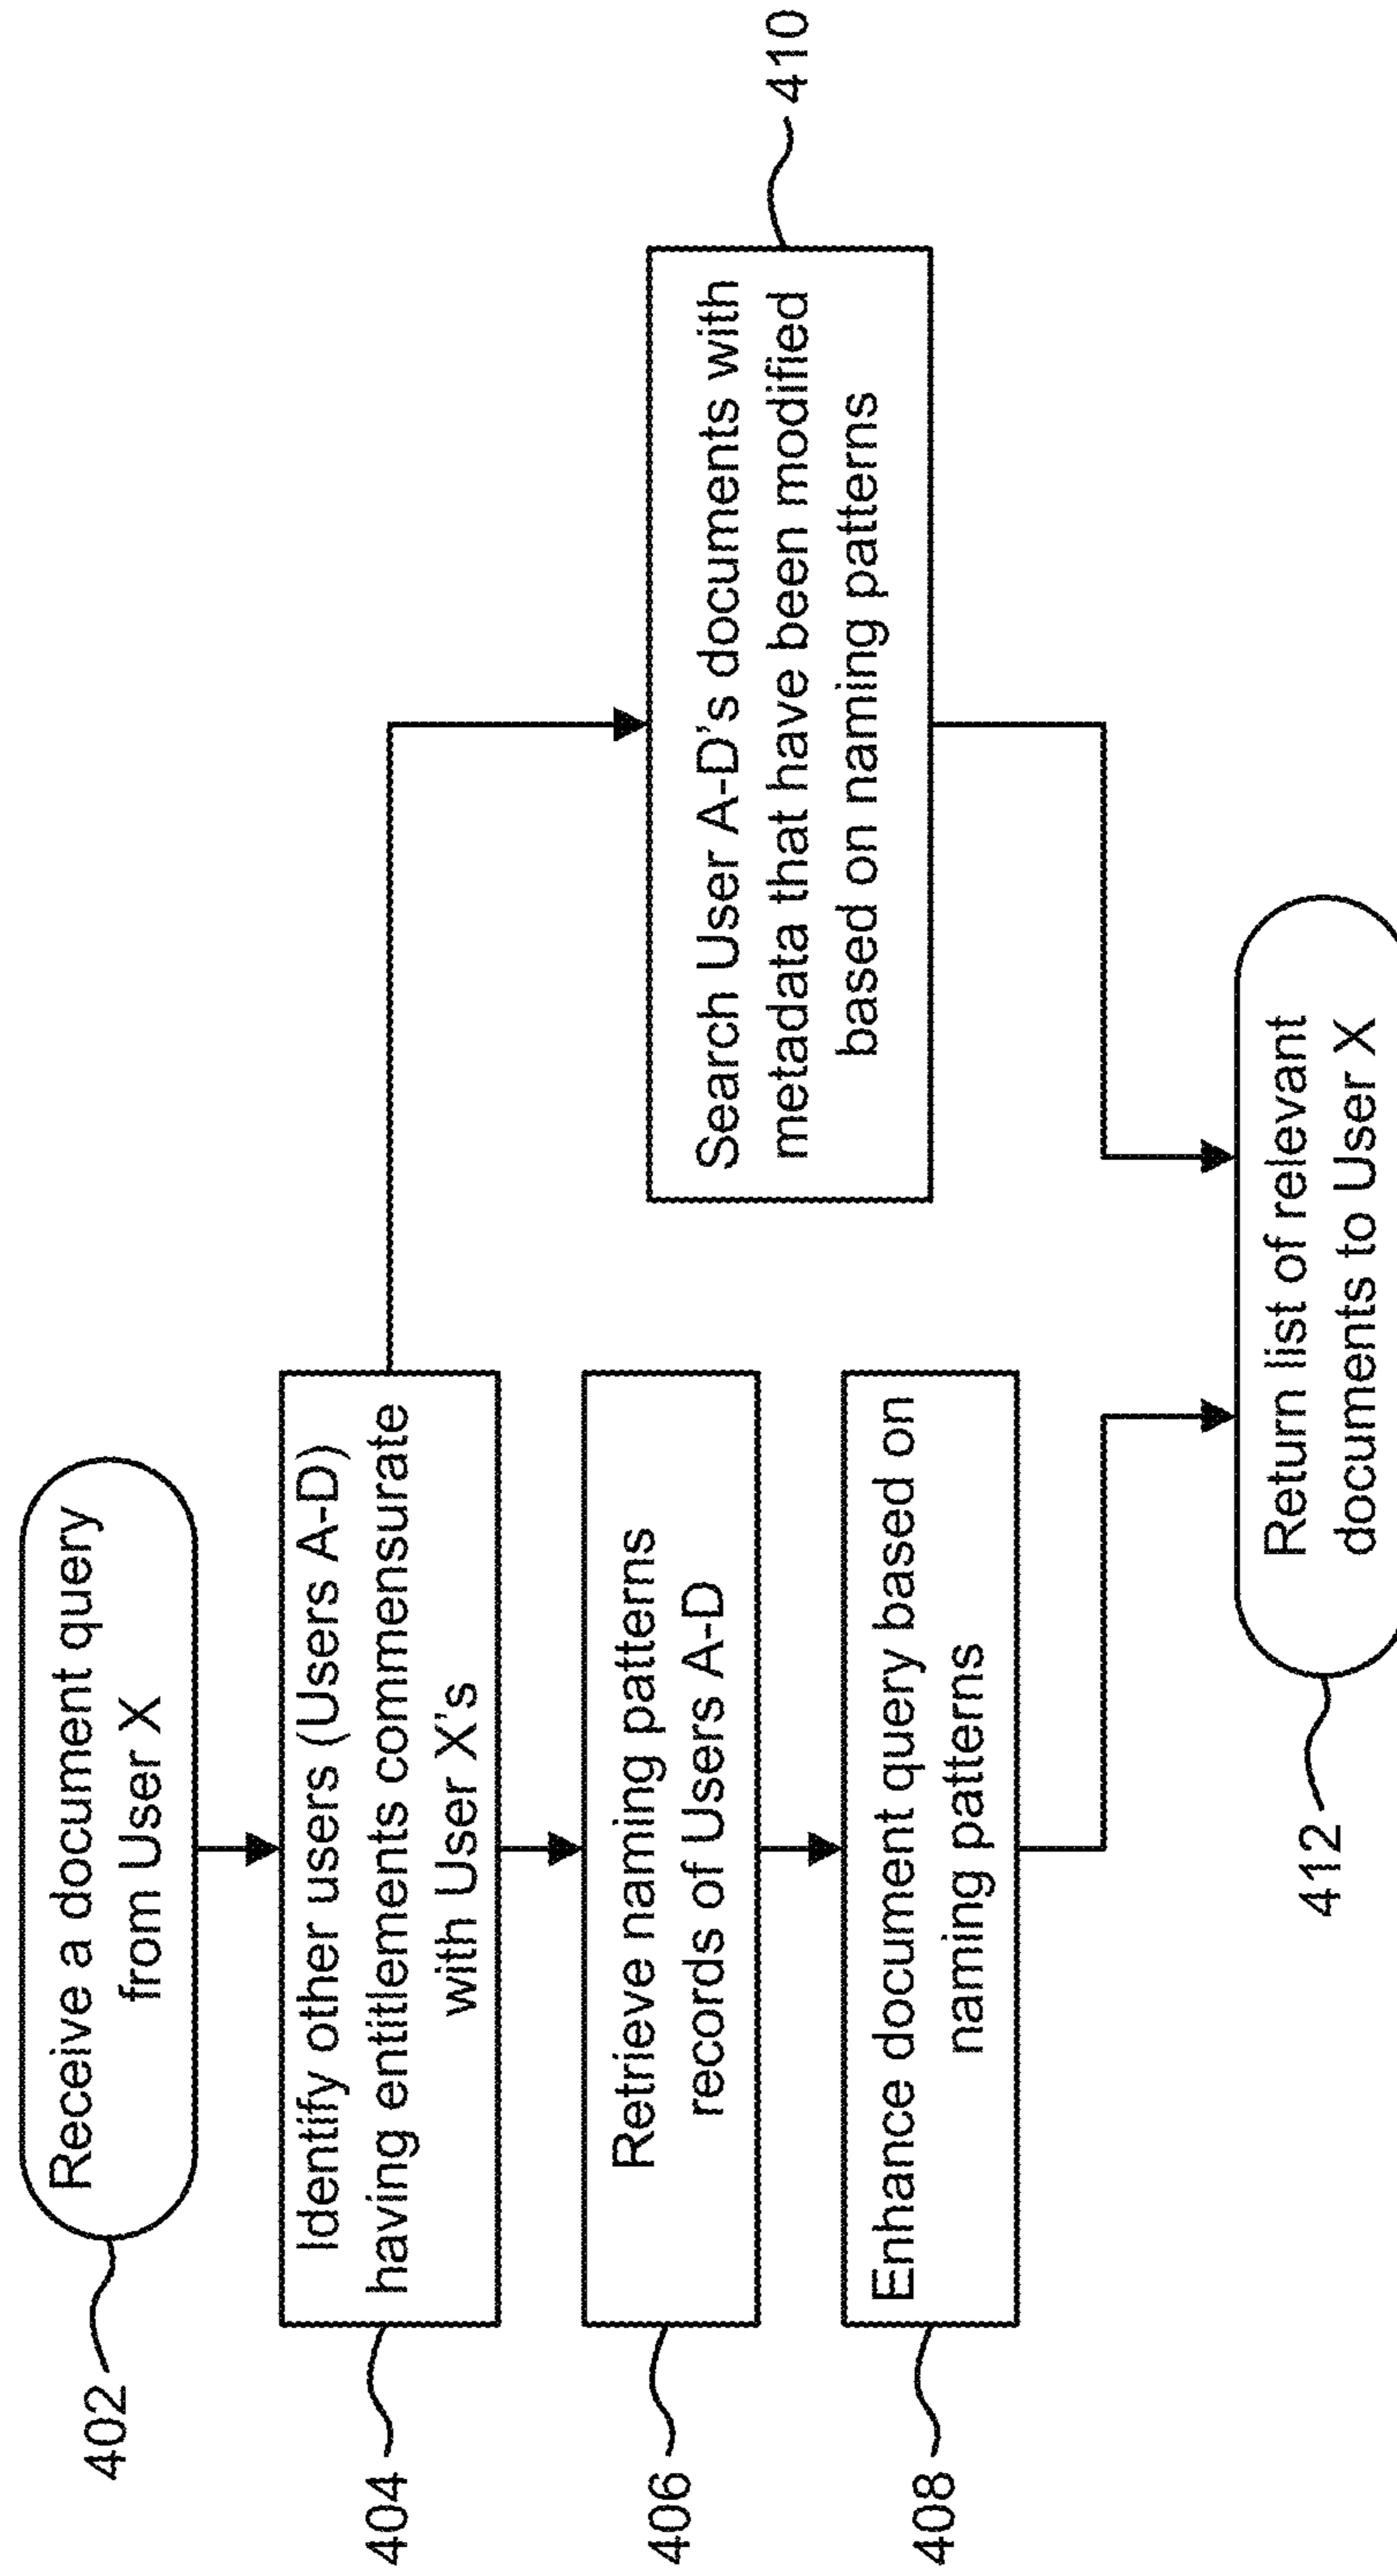 402
Receive a document query
from User X
404
Identify other users (Users A-D)
having entitlements commensurate
with User X's
406
Retrieve naming patterns
records of Users A-D
408
Enhance document query based on
naming patterns
Search User A-D's documents with
metadata that have been modified
based on naming patterns
410
412
Return list of relevant
documents to User X